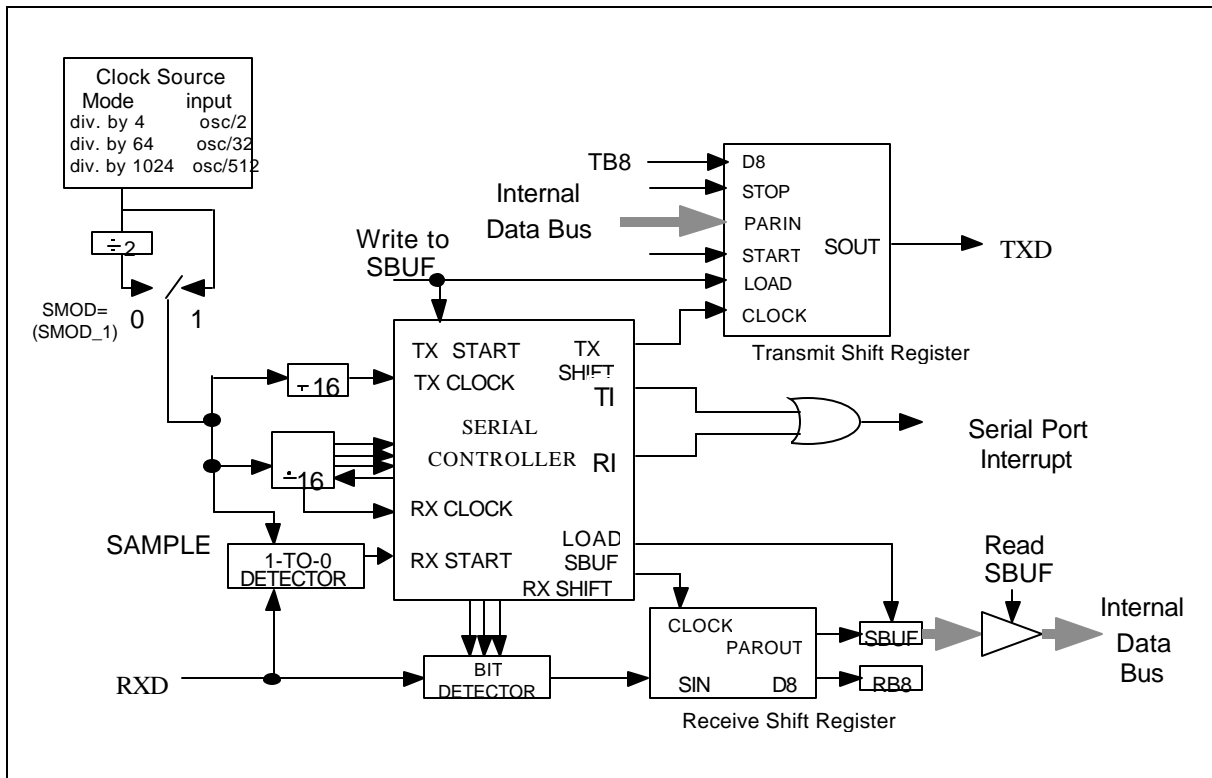 Clock Source
Mode input
div. by 4 osc/2
div. by 64 osc/32
div. by 1024 osc/512
÷2
SMOD=
(SMOD_1)
0 1
Write to
SBUF
TB8
Internal
Data Bus
D8
STOP
PARIN
START
LOAD
CLOCK
SOUT
TXD
Transmit Shift Register
÷16
÷16
TX START
TX CLOCK
TX
SHIFT
TI
SERIAL
CONTROLLER
RI
RX CLOCK
RX START
LOAD
SBUF
RX SHIFT
Serial Port
Interrupt
SAMPLE
1-TO-0
DETECTOR
RXD
BIT
DETECTOR
CLOCK
PAROUT
SIN D8
Receive Shift Register
SBUF
RB8
Read
SBUF
Internal
Data
Bus